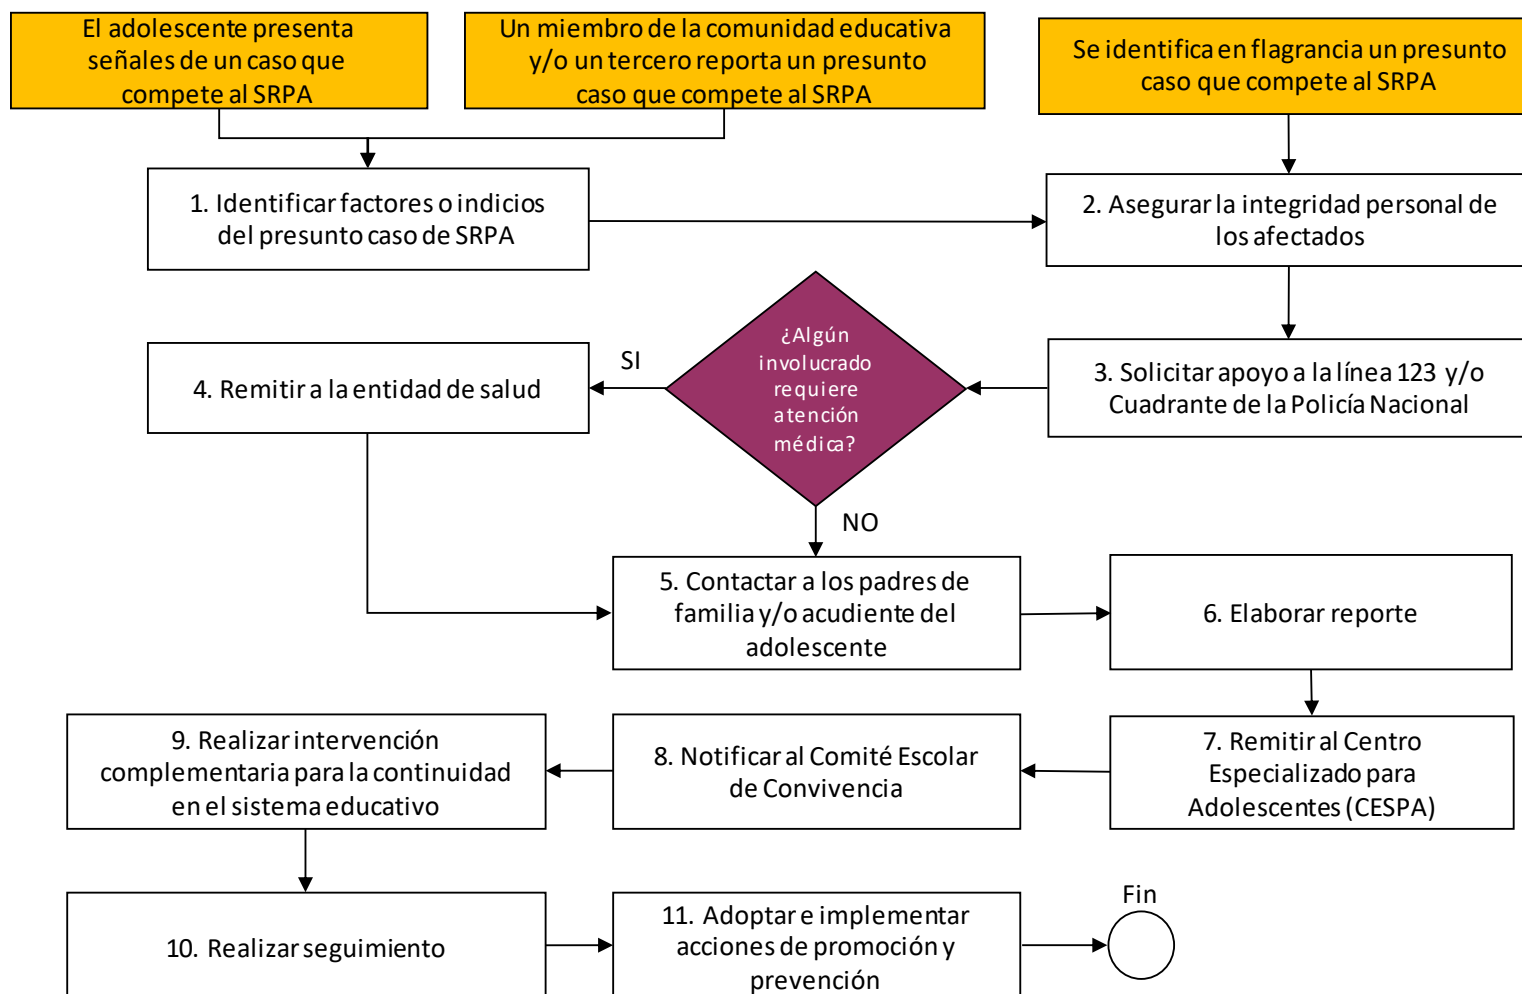 El adolescente presenta
señales de un caso que
compete al SRPA
Un miembro de la comunidad educativa
y/o un tercero reporta un presunto
caso que compete al SRPA
Se identifica en flagrancia un presunto
caso que compete al SRPA
1. Identificar factores o indicios
del presunto caso de SRPA
2. Asegurar la integridad personal de
los afectados
3. Solicitar apoyo a la línea 123 y/o
Cuadrante de la Policía Nacional
¿Algún
involucrado
requiere
atención
médica?
SI
4. Remitir a la entidad de salud
NO
5. Contactar a los padres de
familia y/o acudiente del
adolescente
6. Elaborar reporte
7. Remitir al Centro
Especializado para
Adolescentes (CESPA)
8. Notificar al Comité Escolar
de Convivencia
9. Realizar intervención
complementaria para la continuidad
en el sistema educativo
10. Realizar seguimiento
11. Adoptar e implementar
acciones de promoción y
prevención
Fin